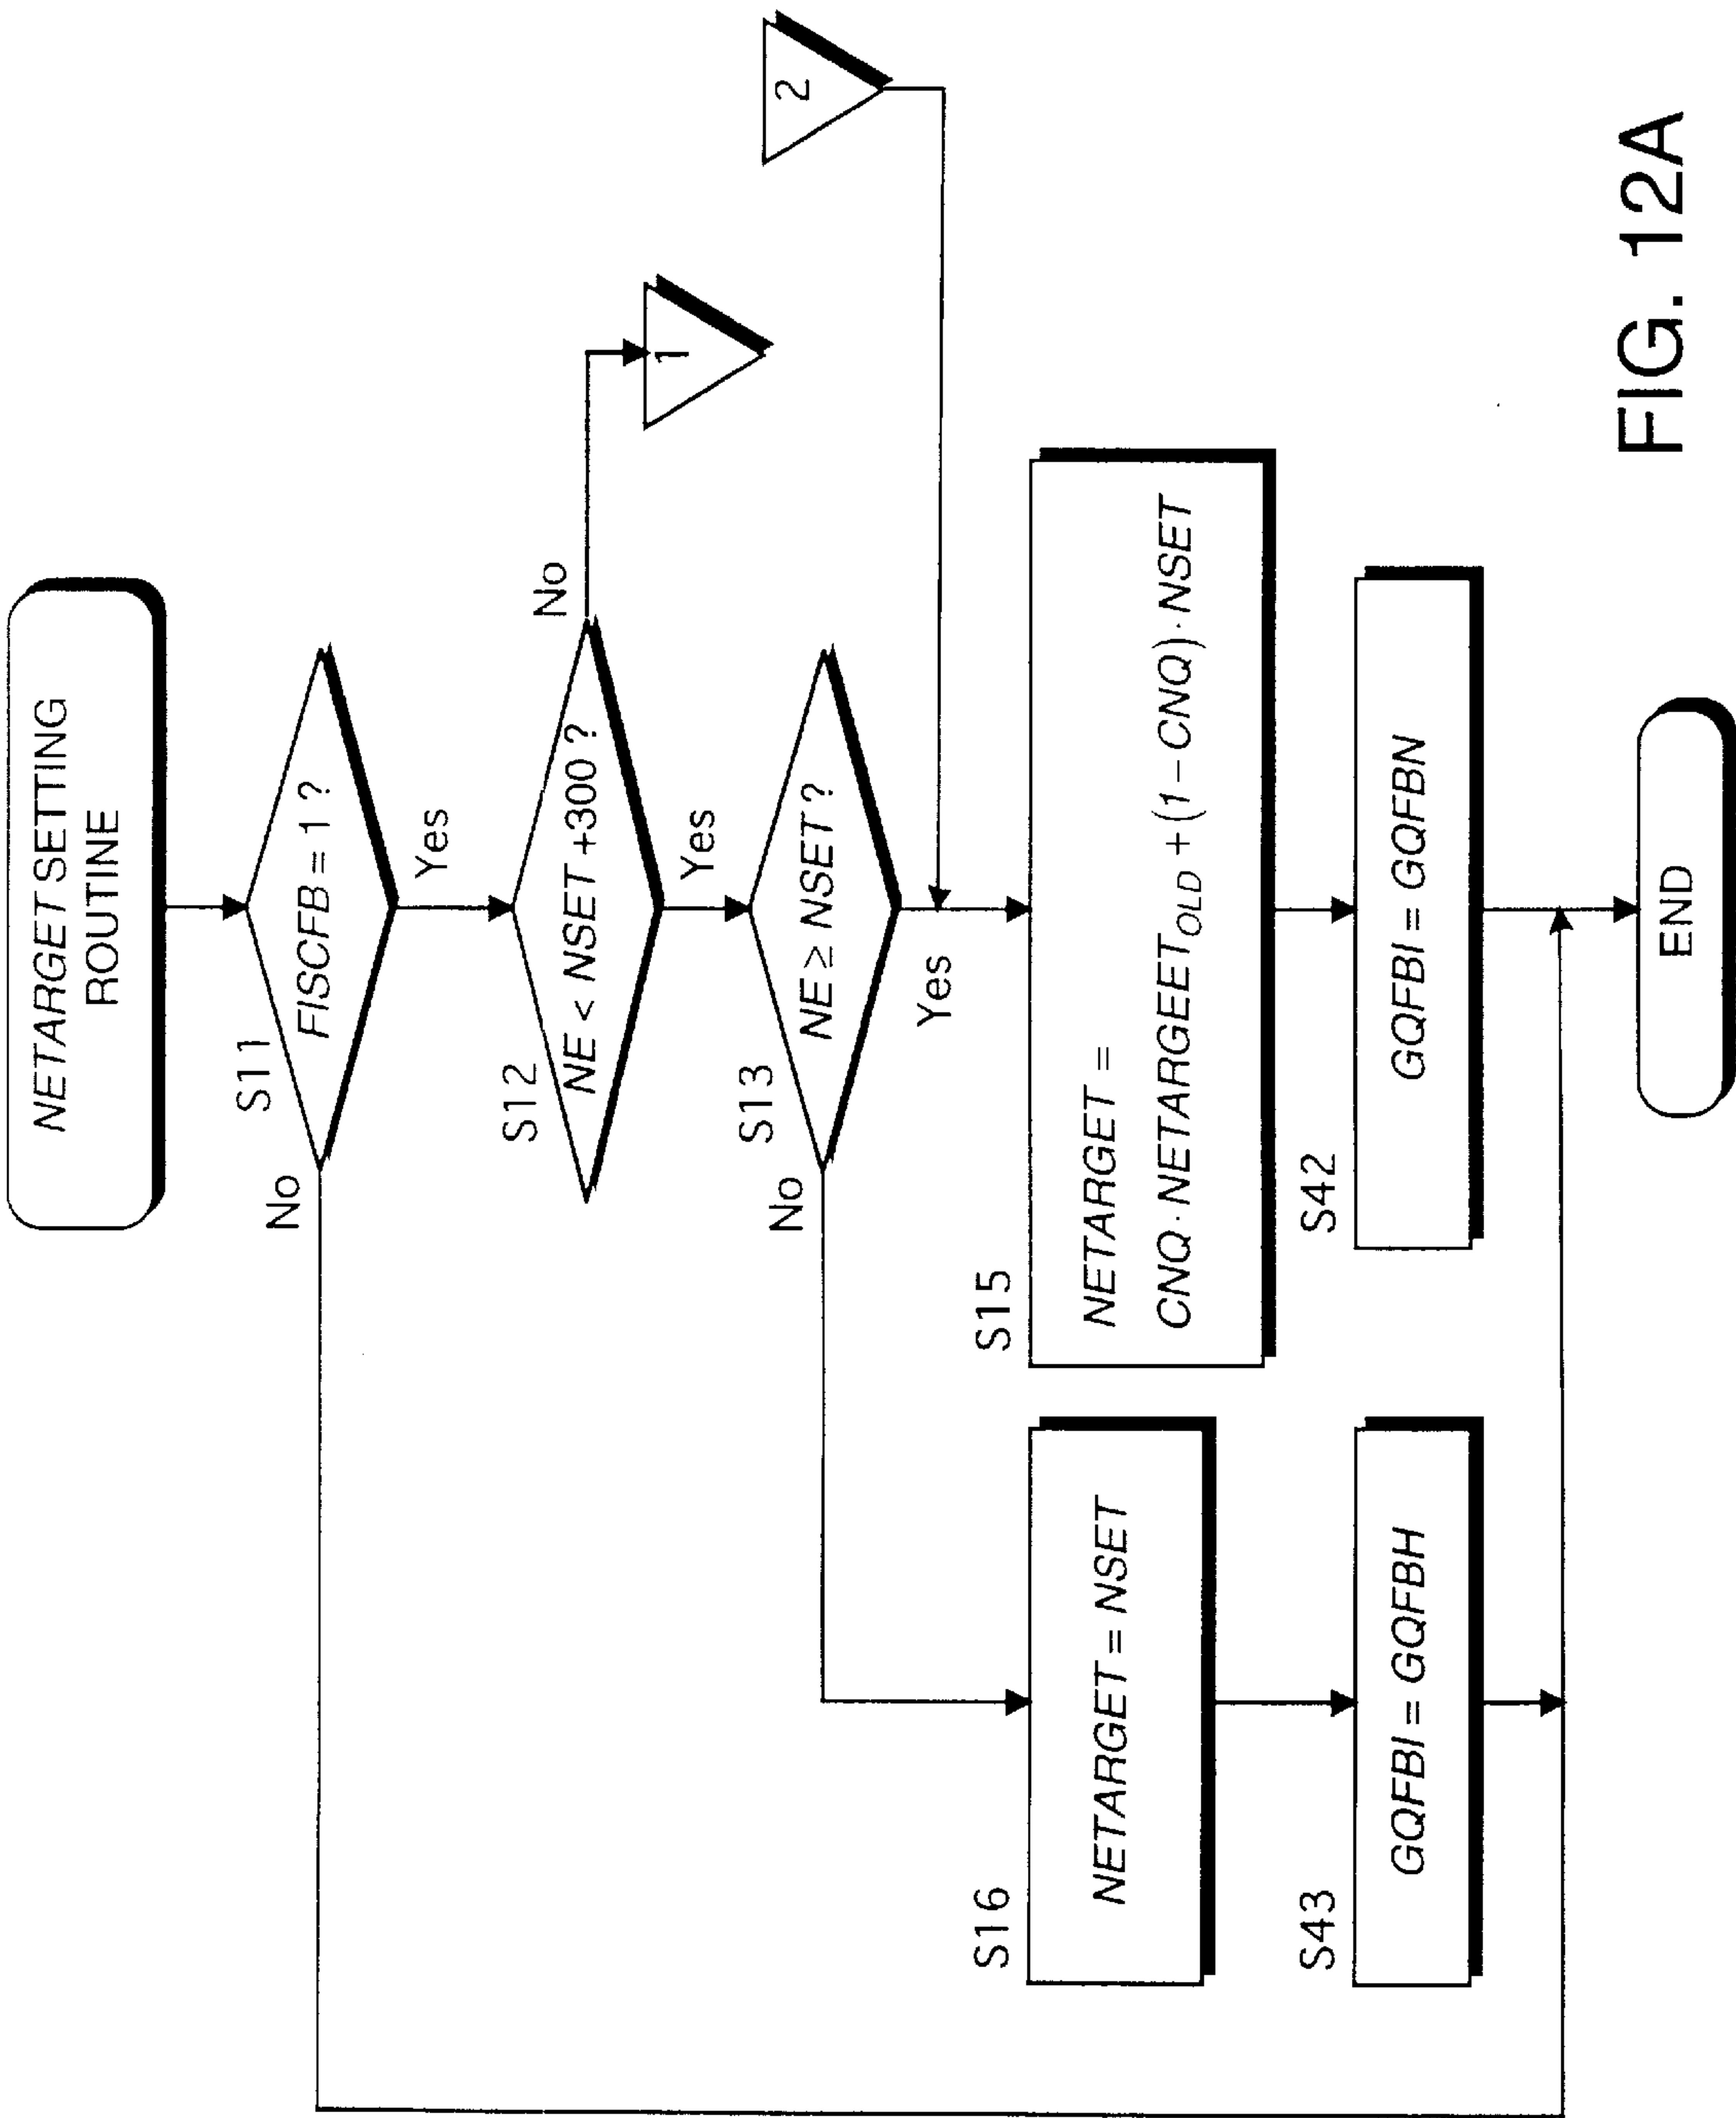 NETARGET SETTING
ROUTINE
S11
FISCFB = 1 ?
No
Yes
S12
NE < NSET +300 ?
No
Yes
1
S13
NE ≥ NSET ?
No
Yes
2
S16
NETARGET = NSET
S15
NETARGET =
CNQ · NETARGEET_OLD + (1 - CNQ) · NSET
S43
GQFBI = GQFBH
S42
GQFBI = GQFBN
END
FIG. 12A